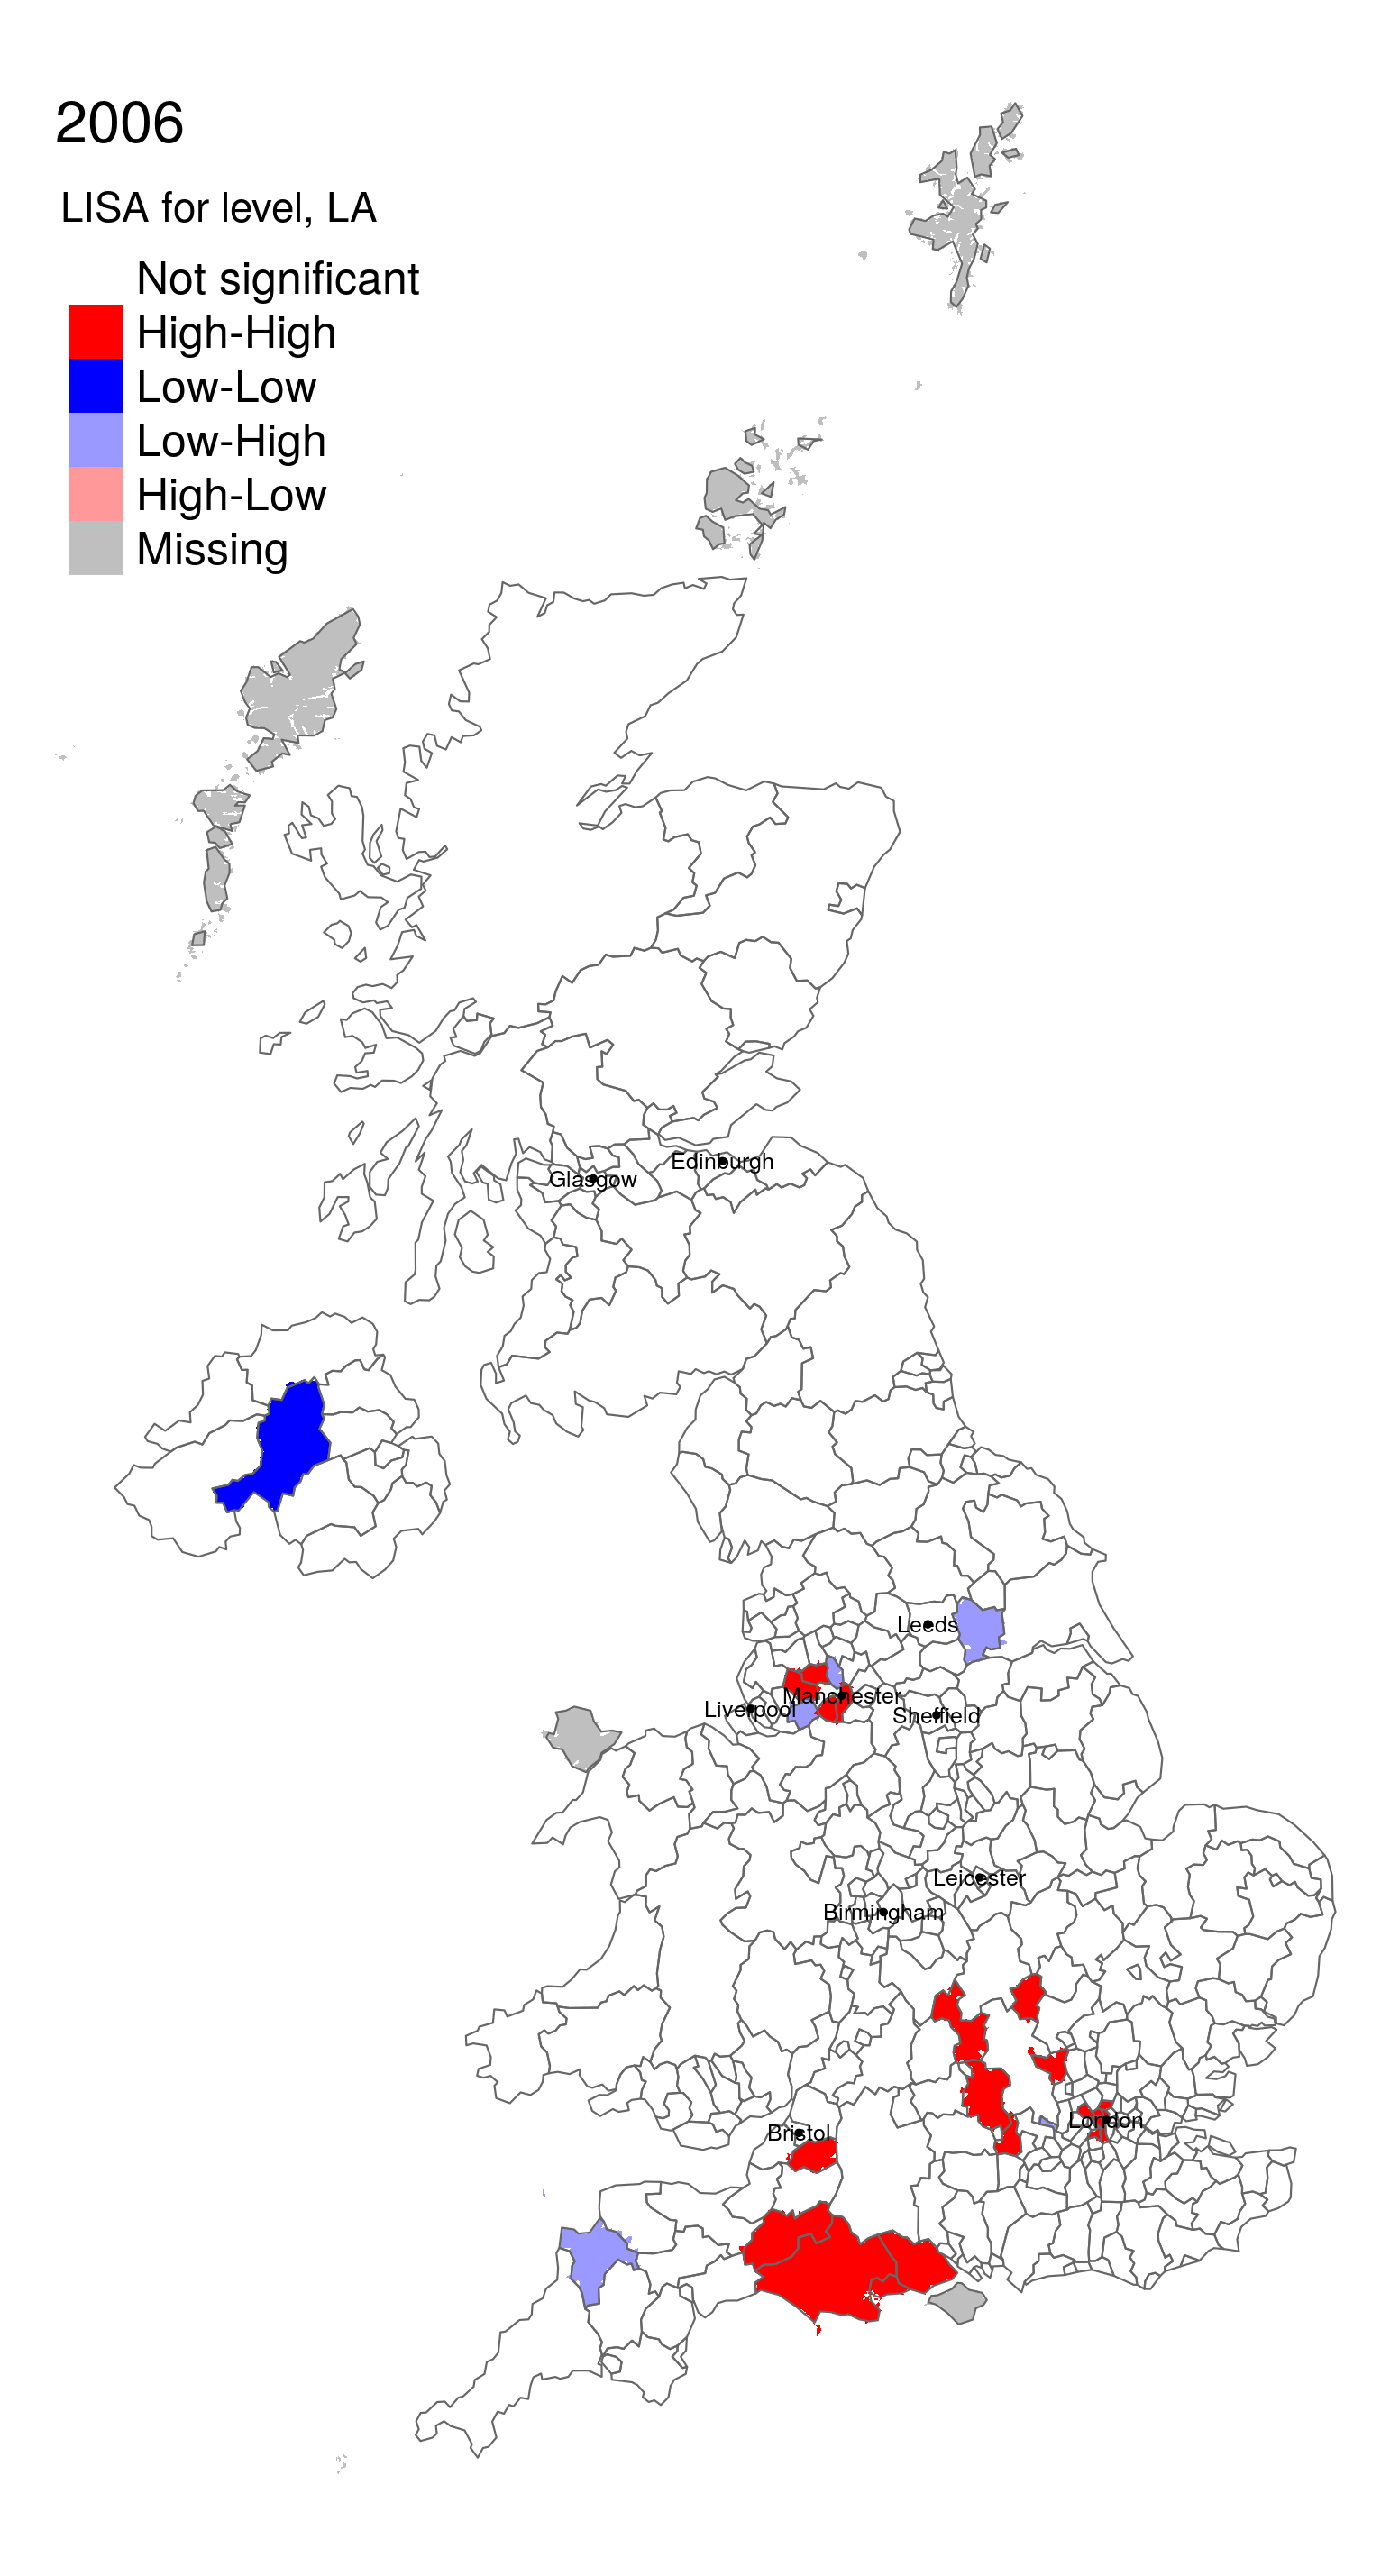 2006
LISA for level, LA
Not significant
High-High
Low-Low
Low-High
High-Low
Missing
Edinburgh
Glasgow
Leeds
Manchester
Liverpool
Sheffield
Leicester
Birmingham
London
Bristol